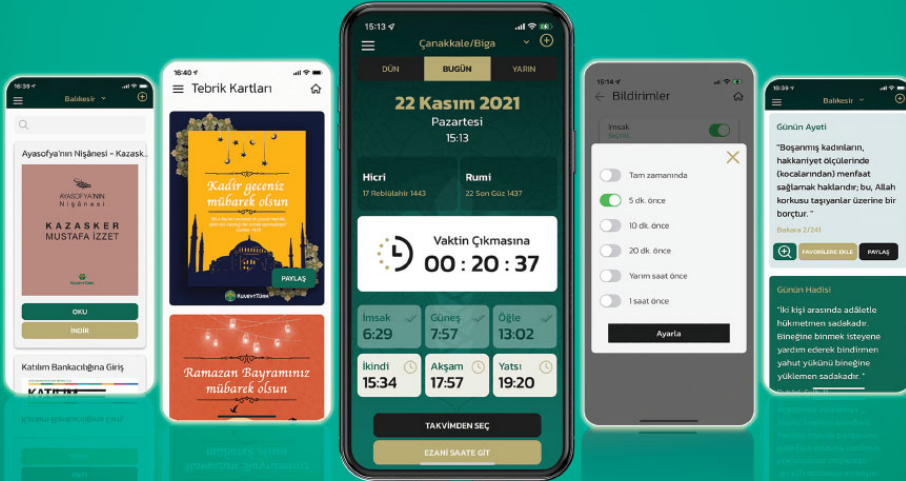 16:39
Balıkesir
Ayasofya'nın Nişânesi - Kazask..
AYASOFYA'NIN
Nişânesi
KAZASKER
MUSTAFA İZZET
KUVEYT TÜRK
OKU
İNDİR
Katılım Bankacılığına Giriş
16:40
Tebrik Kartları
Kadir geceniz
mübarek olsun
PAYLAŞ
KUVEYT TÜRK
Ramazan Bayramınız
mübarek olsun
15:13
Çanakkale/Biga
DÜN
BUGÜN
YARIN
22 Kasım 2021
Pazartesi
15:13
Hicri
17 Reblülahir 1443
Rumi
22 Son Güz 1437
Vaktin Çıkmasına
00 : 20 : 37
İmsak
6:29
Güneş
7:57
Öğle
13:02
İkindi
15:34
Akşam
17:57
Yatsı
19:20
TAKVİMDEN SEÇ
EZANİ SAATE GİT
15:14
Bildirimler
İmsak
Tam zamanında
5 dk. önce
10 dk. önce
20 dk. önce
Yarım saat önce
1 saat önce
Ayarla
16:39
Balıkesir
Günün Ayeti
"Boşanmış kadınların,
hakkaniyet ölçülerinde
(kocalarından) menfaat
sağlamak haklarıdır; bu, Allah
korkusu taşıyanlar üzerine bir
borçtur. "
Bakara 2/241
FAVORİLERE EKLE
PAYLAŞ
Günün Hadisi
"İki kişi arasında adâletle
hükmetmen sadakadır.
Bineğine binmek isteyene
yardım ederek bindirmen
yahut yükünü bineğine
yüklemen sadakadır. "